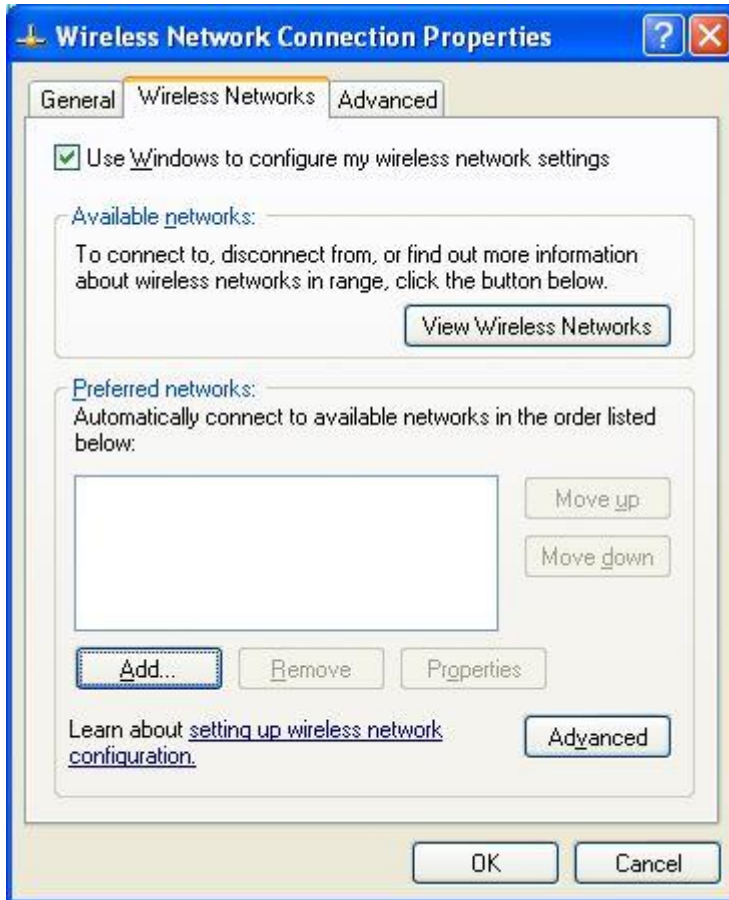 Wireless Network Connection Properties
General Wireless Networks Advanced
Use Windows to configure my wireless network settings
Available networks:
To connect to, disconnect from, or find out more information
about wireless networks in range, click the button below.
View Wireless Networks
Preferred networks:
Automatically connect to available networks in the order listed
below:
Move up
Move down
Add... Remove Properties
Learn about setting up wireless network
configuration.
Advanced
OK Cancel